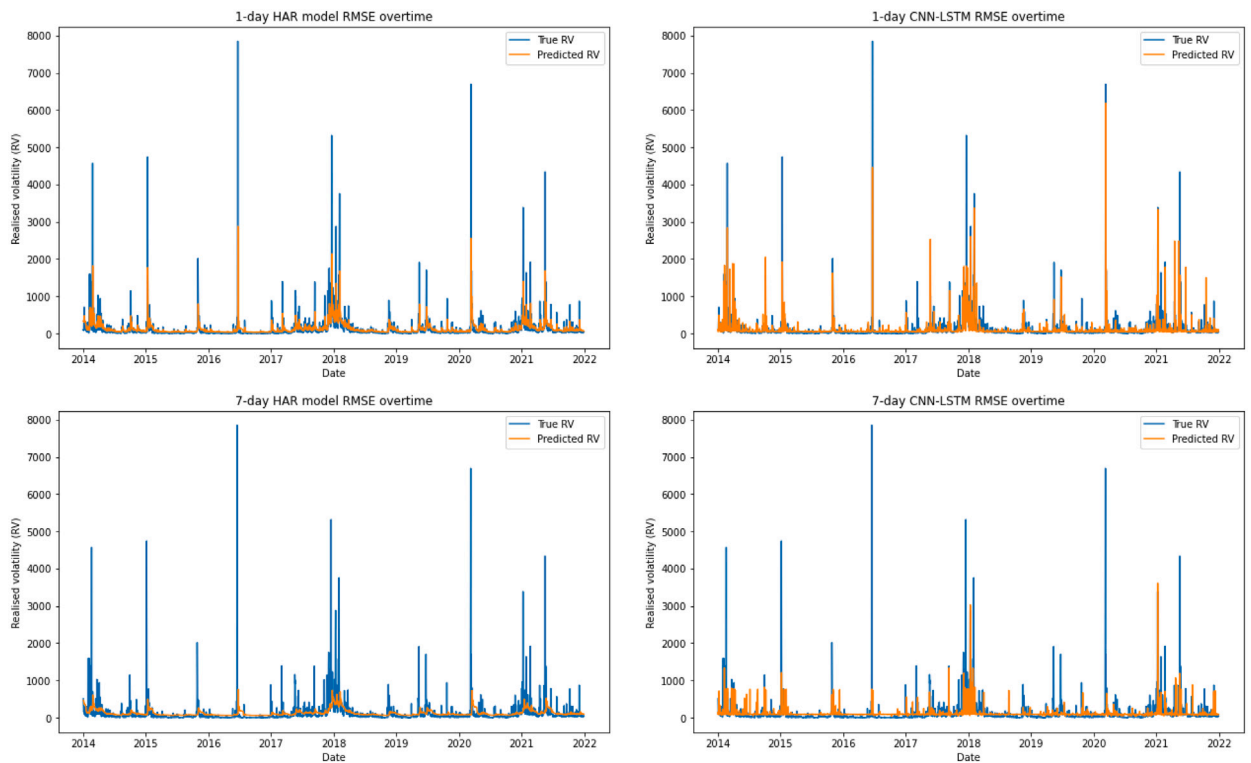 1-day HAR model RMSE overtime
8000
7000
6000
5000
4000
3000
2000
1000
0
Realised volatility (RV)
True RV
Predicted RV
2014 2015 2016 2017 2018 2019 2020 2021 2022
Date
1-day CNN-LSTM RMSE overtime
8000
7000
6000
5000
4000
3000
2000
1000
0
Realised volatility (RV)
True RV
Predicted RV
2014 2015 2016 2017 2018 2019 2020 2021 2022
Date
7-day HAR model RMSE overtime
8000
7000
6000
5000
4000
3000
2000
1000
0
Realised volatility (RV)
True RV
Predicted RV
2014 2015 2016 2017 2018 2019 2020 2021 2022
Date
7-day CNN-LSTM RMSE overtime
8000
7000
6000
5000
4000
3000
2000
1000
0
Realised volatility (RV)
True RV
Predicted RV
2014 2015 2016 2017 2018 2019 2020 2021 2022
Date